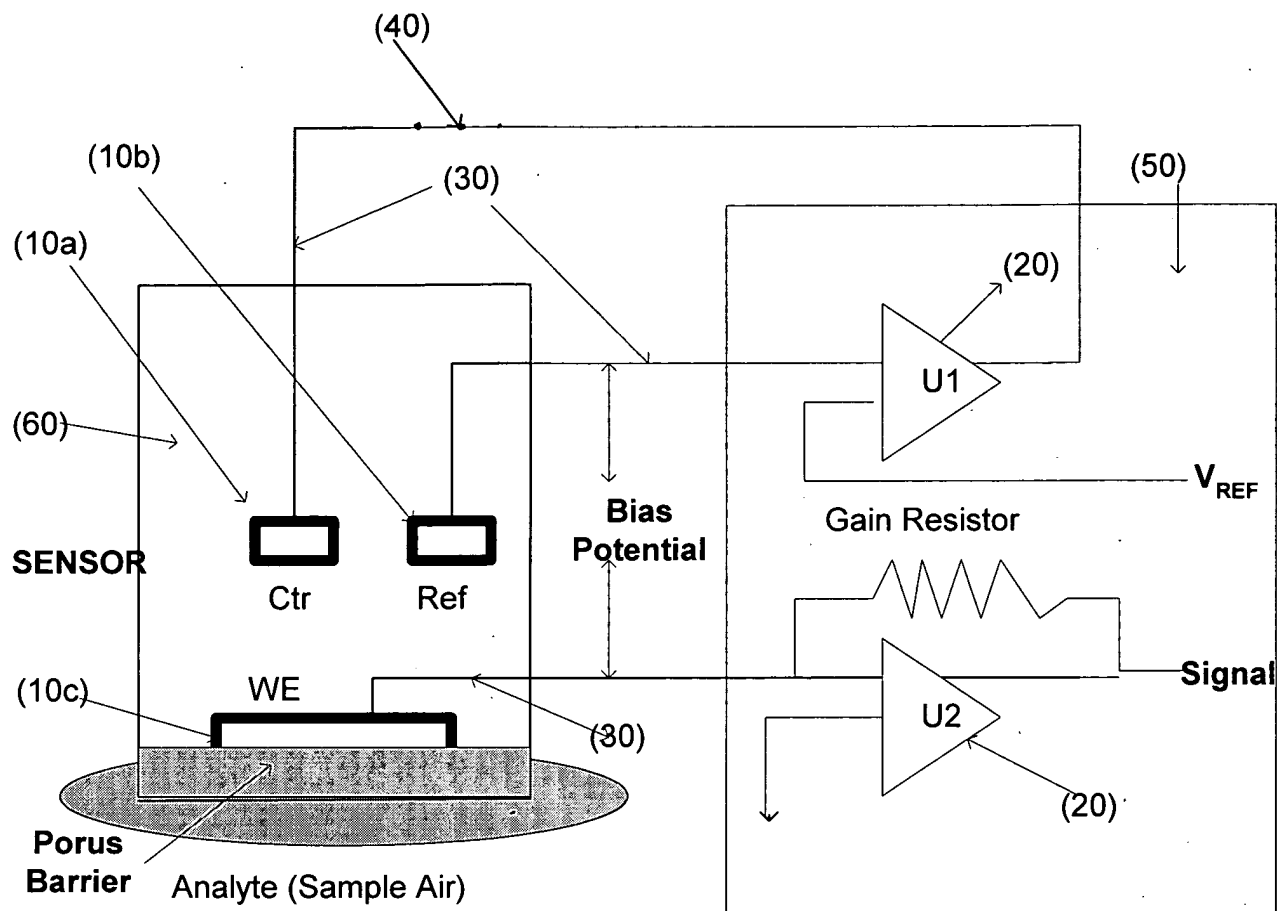 (40)
(10b)
(30)
(50)
(10a)
(20)
U1
(60)
V_REF
Bias
Potential
Gain Resistor
SENSOR
Ctr
Ref
(10c)
WE
Signal
U2
(30)
(20)
Porus
Barrier
Analyte (Sample Air)